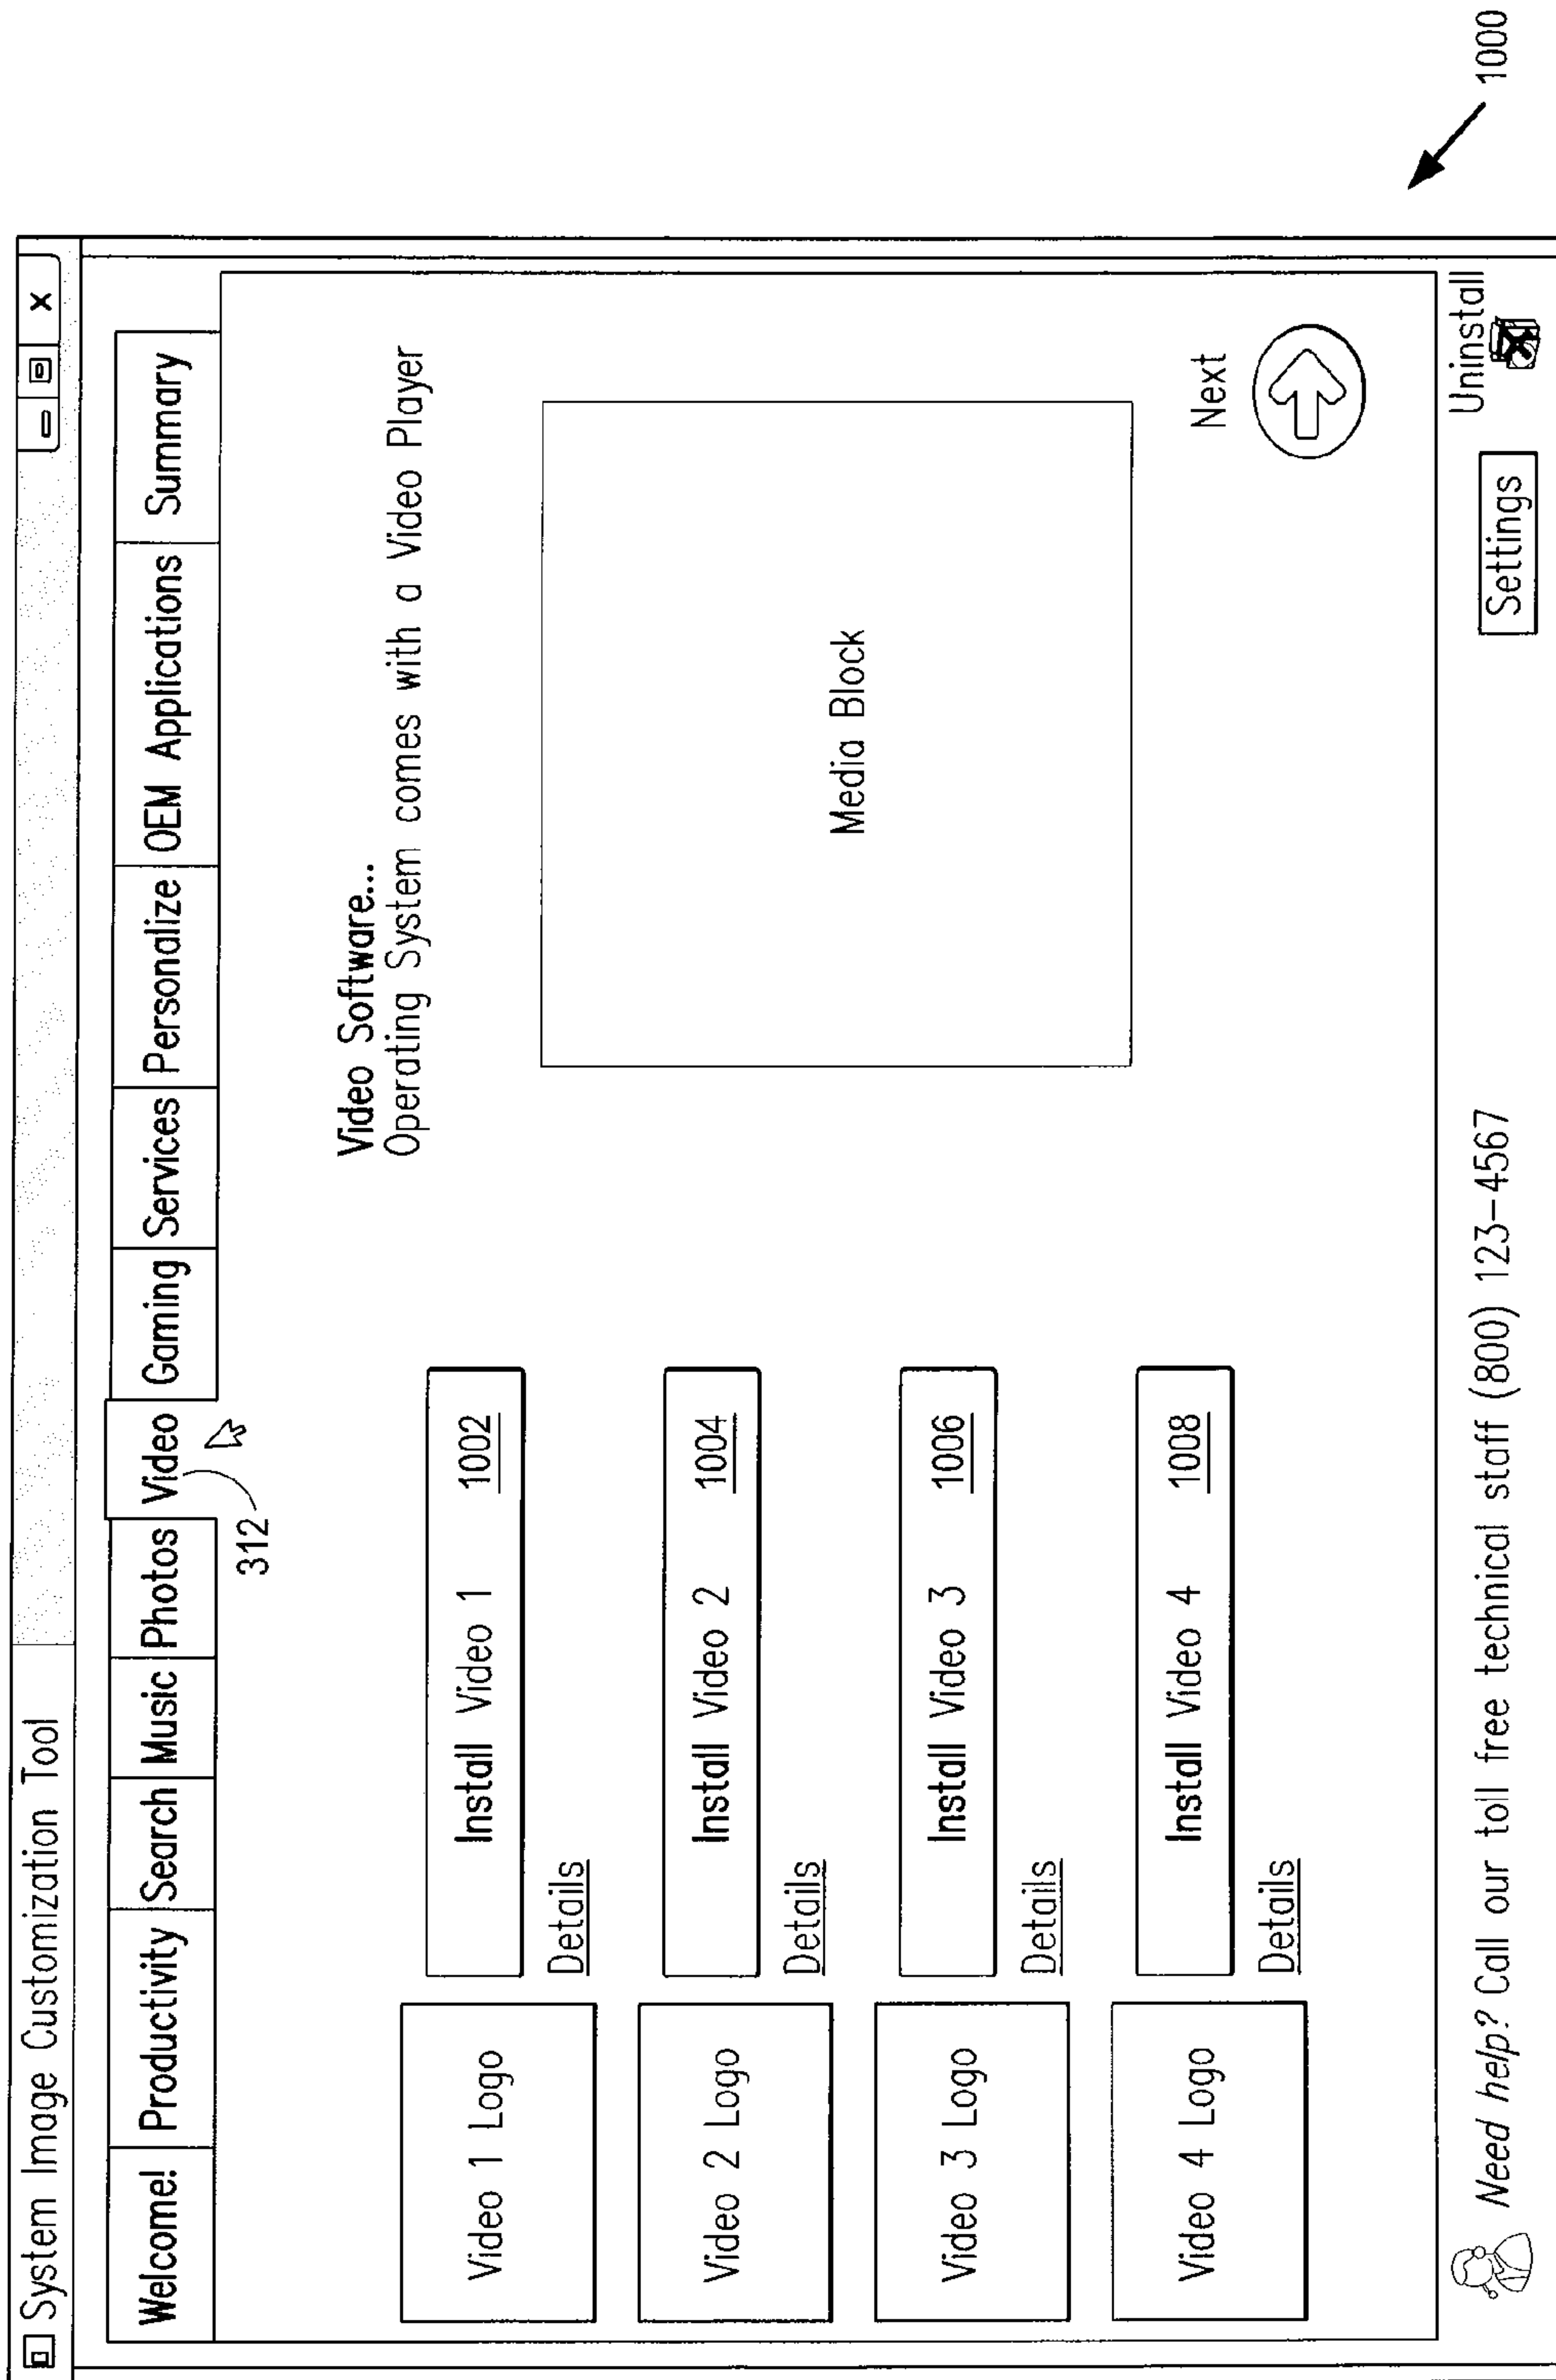 System Image Customization Tool
Welcome! Productivity Search Music Photos Video Gaming Services Personalize OEM Applications Summary
312
Video Software...
Operating System comes with a Video Player
Video 1 Logo
Install Video 1 1002
Details
Video 2 Logo
Install Video 2 1004
Details
Video 3 Logo
Install Video 3 1006
Details
Video 4 Logo
Install Video 4 1008
Details
Media Block
Next
Need help? Call our toll free technical staff (800) 123-4567
Settings
Uninstall
1000